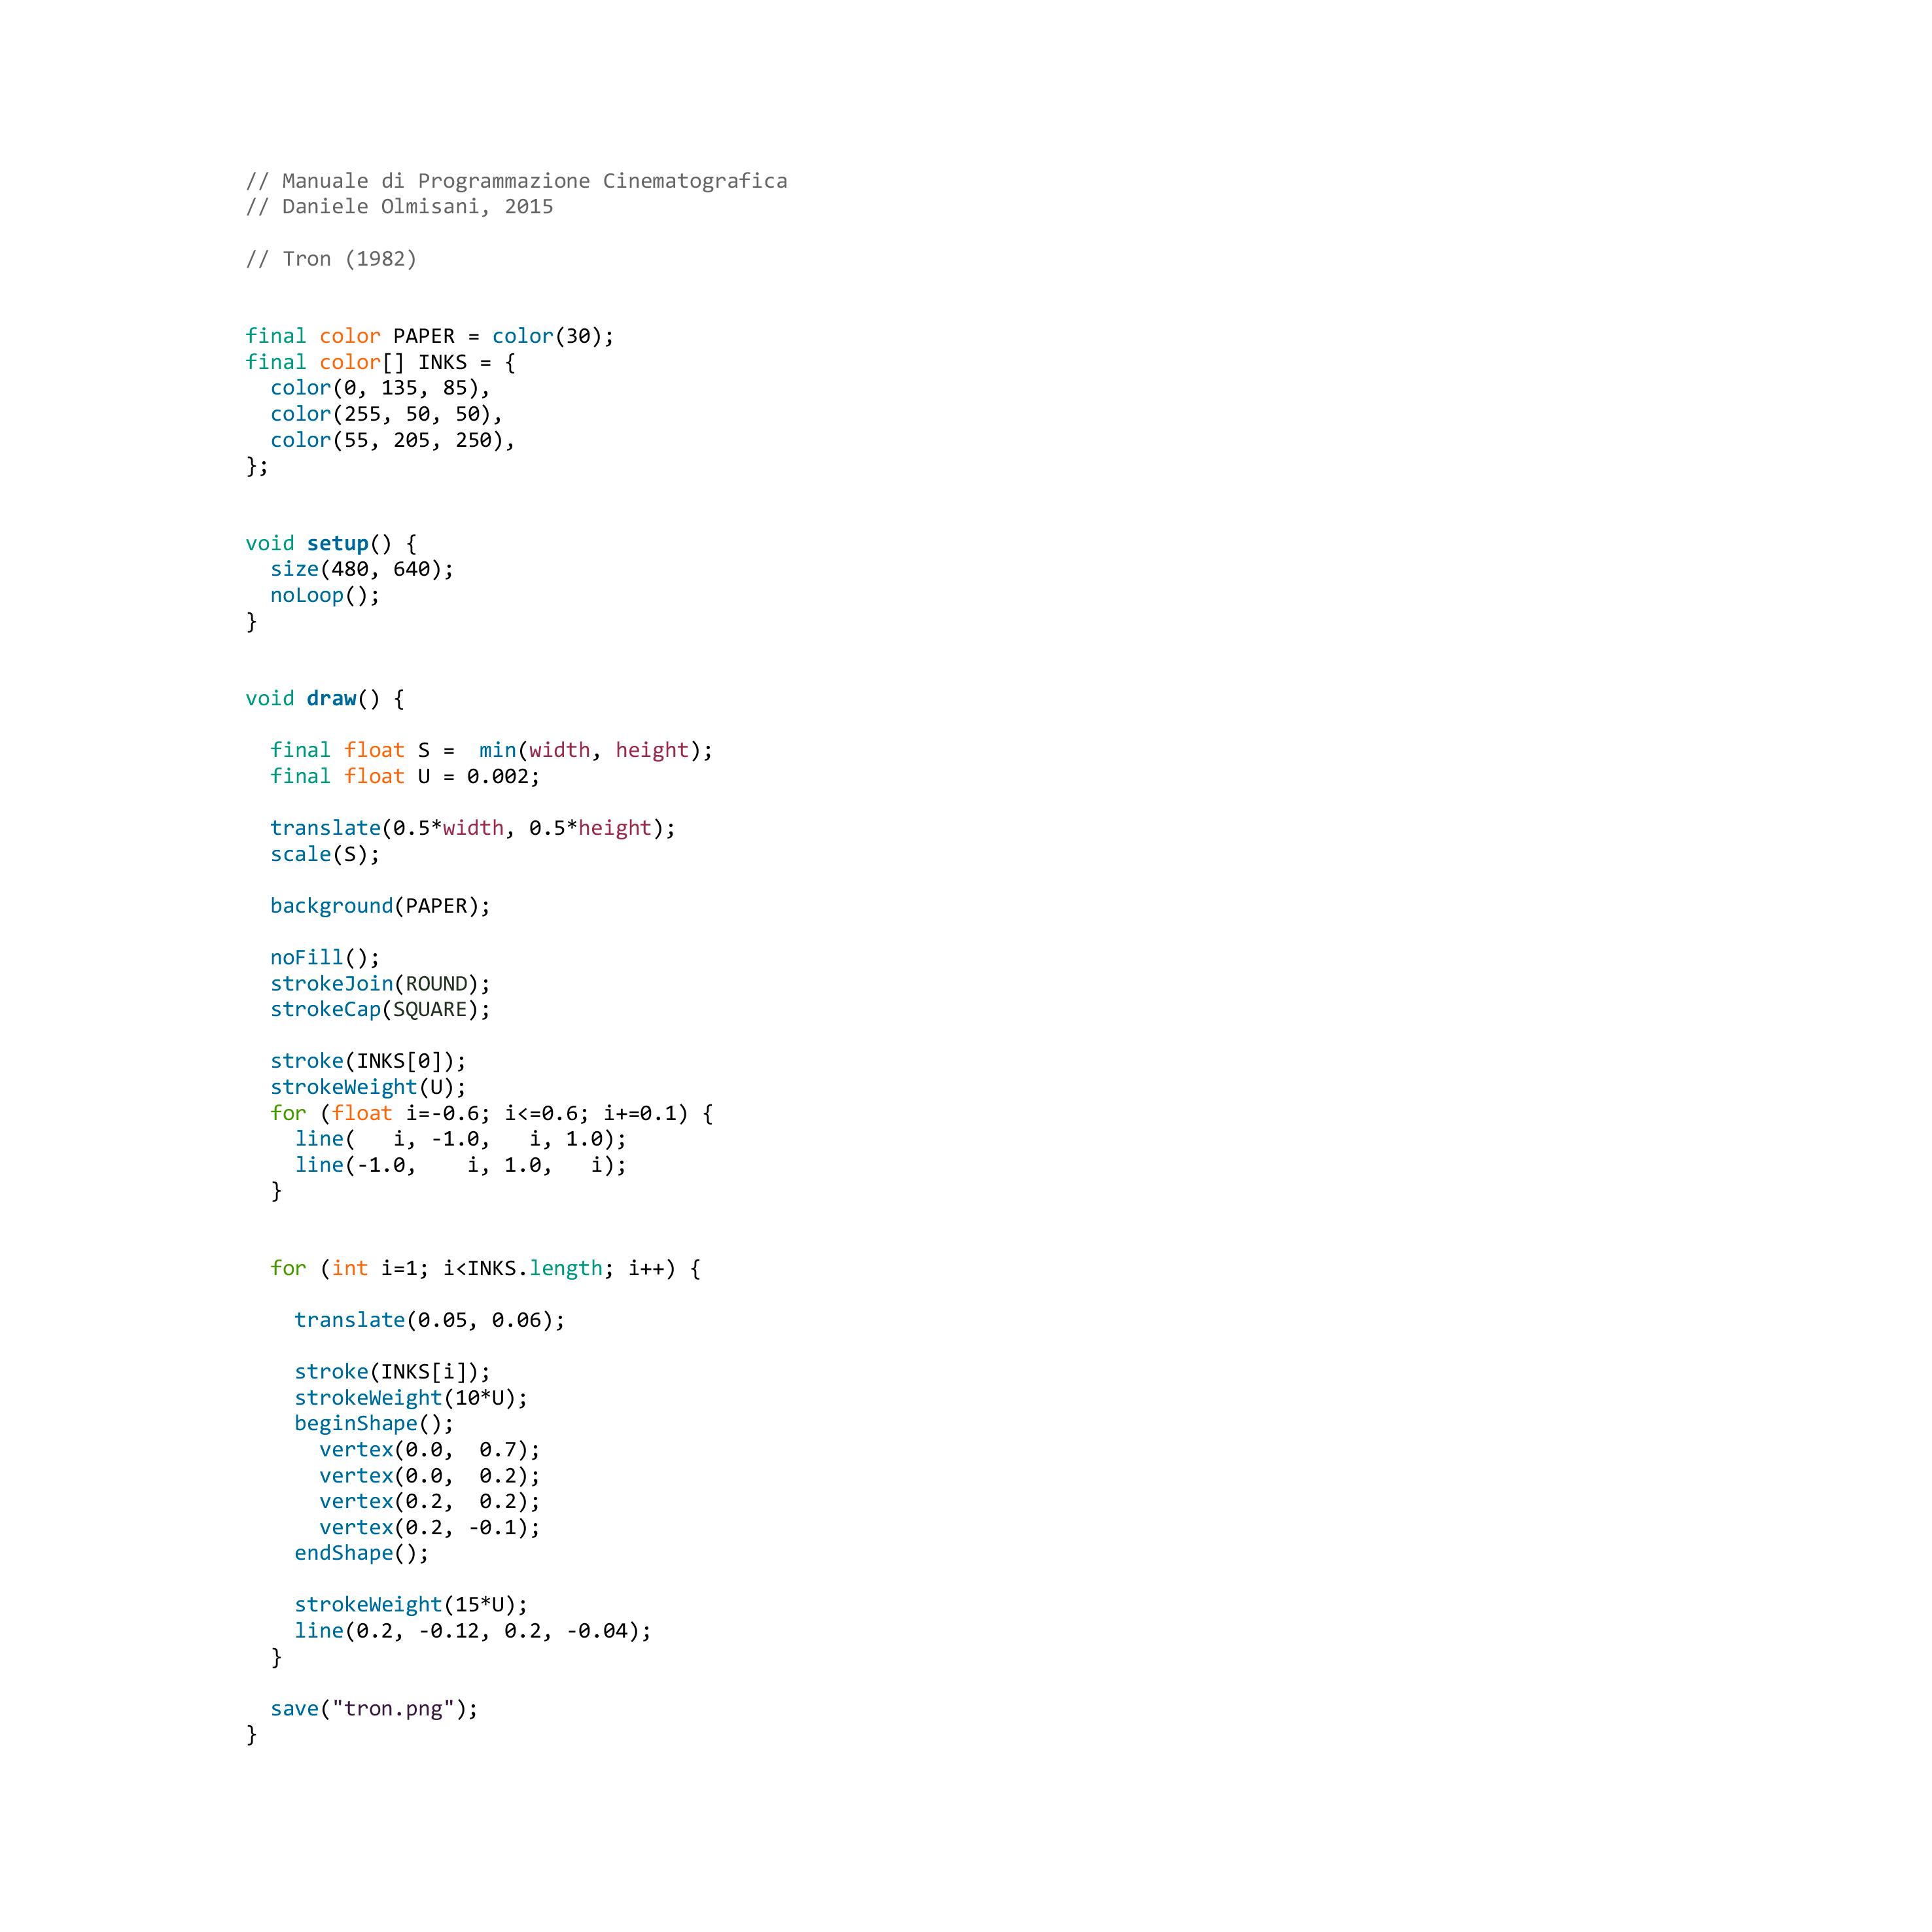 // Manuale di Programmazione Cinematografica
// Daniele Olmisani, 2015

// Tron (1982)


final color PAPER = color(30);
final color[] INKS = {
  color(0, 135, 85),
  color(255, 50, 50),
  color(55, 205, 250),
};


void setup() {
  size(480, 640);
  noLoop();
}


void draw() {

  final float S =  min(width, height);
  final float U = 0.002;

  translate(0.5*width, 0.5*height);
  scale(S);

  background(PAPER);

  noFill();
  strokeJoin(ROUND);
  strokeCap(SQUARE);

  stroke(INKS[0]);
  strokeWeight(U);
  for (float i=-0.6; i<=0.6; i+=0.1) {
    line(   i, -1.0,   i, 1.0);
    line(-1.0,    i, 1.0,   i);
  }


  for (int i=1; i<INKS.length; i++) {

    translate(0.05, 0.06);

    stroke(INKS[i]);
    strokeWeight(10*U);
    beginShape();
      vertex(0.0,  0.7);
      vertex(0.0,  0.2);
      vertex(0.2,  0.2);
      vertex(0.2, -0.1);
    endShape();

    strokeWeight(15*U);
    line(0.2, -0.12, 0.2, -0.04);
  }

  save("tron.png");
}